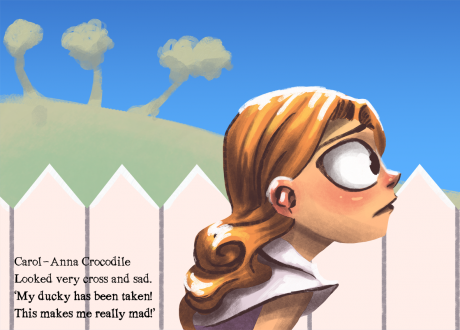 Carol-Anna Crocodile
Looked very cross and sad.
'My ducky has been taken!
This makes me really mad!'